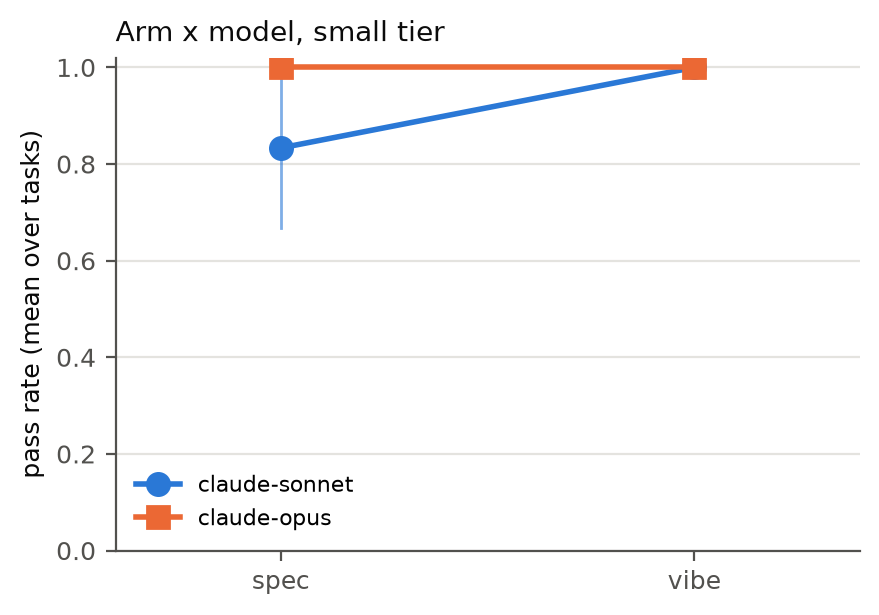 Arm x model, small tier
pass rate (mean over tasks)
1.0
0.8
0.6
0.4
0.2
0.0
claude-sonnet
claude-opus
spec
vibe